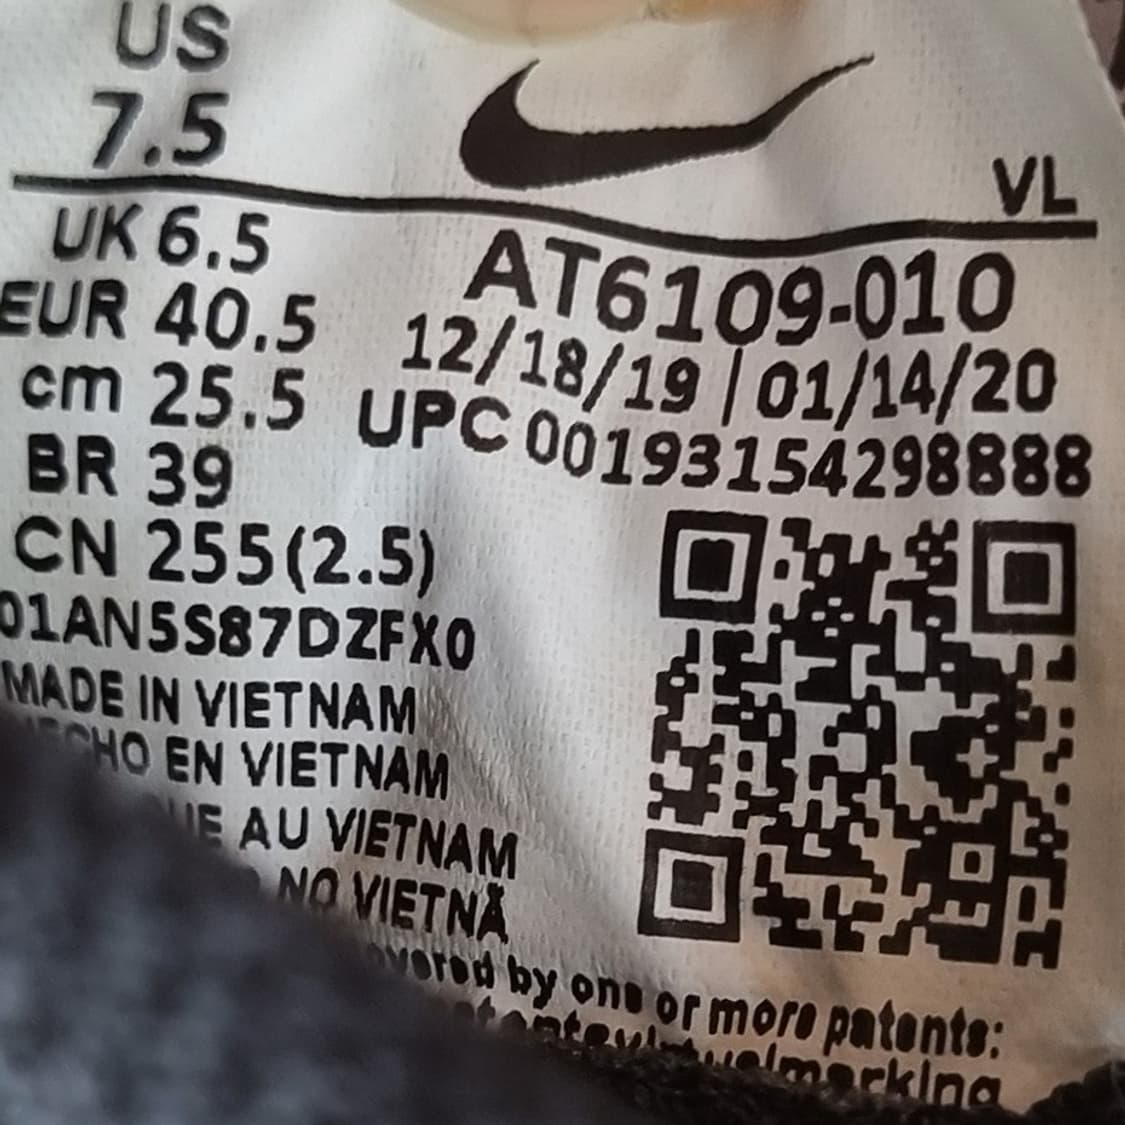 US
7.5
VL
UK 6.5
EUR 40.5
cm 25.5
BR 39
CN 255(2.5)
01AN5S87DZFX0
MADE IN VIETNAM
HECHO EN VIETNAM
AU VIETNAM
NO VIETNÃ
AT6109-010
12/18/19 | 01/14/20
UPC 00193154298888
by one or more patents: